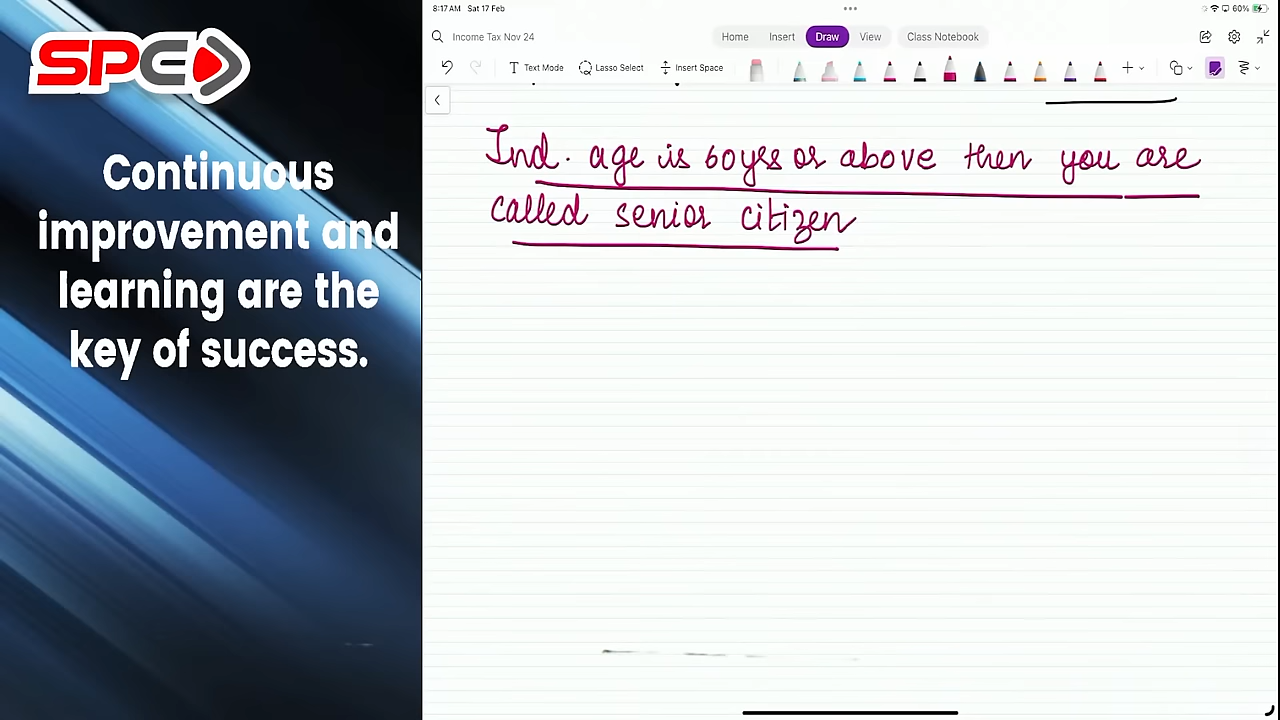 SPE
Continuous
improvement and
learning are the
key of success.
8:17AM Sat 17 Feb
60%
Income Tax Nov 24
Home Insert Draw View Class Notebook
Text Mode Lasso Select Insert Space
Ind. age is 60yrs or above then you are
called senior citizen